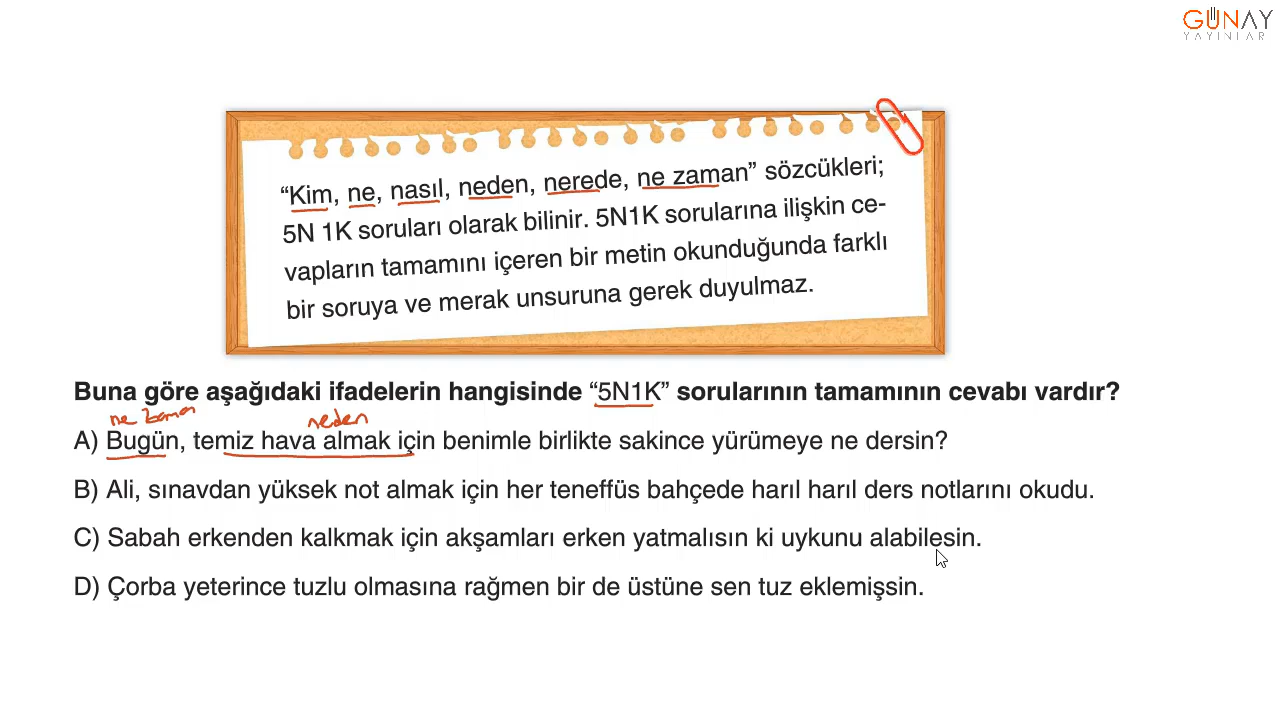 GÜNAY
YAYINLAR
“Kim, ne, nasıl, neden, nerede, ne zaman” sözcükleri;
5N 1K soruları olarak bilinir. 5N1K sorularına ilişkin ce-
vapların tamamını içeren bir metin okunduğunda farklı
bir soruya ve merak unsuruna gerek duyulmaz.
Buna göre aşağıdaki ifadelerin hangisinde “5N1K” sorularının tamamının cevabı vardır?
ne zaman neden
A) Bugün, temiz hava almak için benimle birlikte sakince yürümeye ne dersin?
B) Ali, sınavdan yüksek not almak için her teneffüs bahçede harıl harıl ders notlarını okudu.
C) Sabah erkenden kalkmak için akşamları erken yatmalısın ki uykunu alabilesin.
D) Çorba yeterince tuzlu olmasına rağmen bir de üstüne sen tuz eklemişsin.